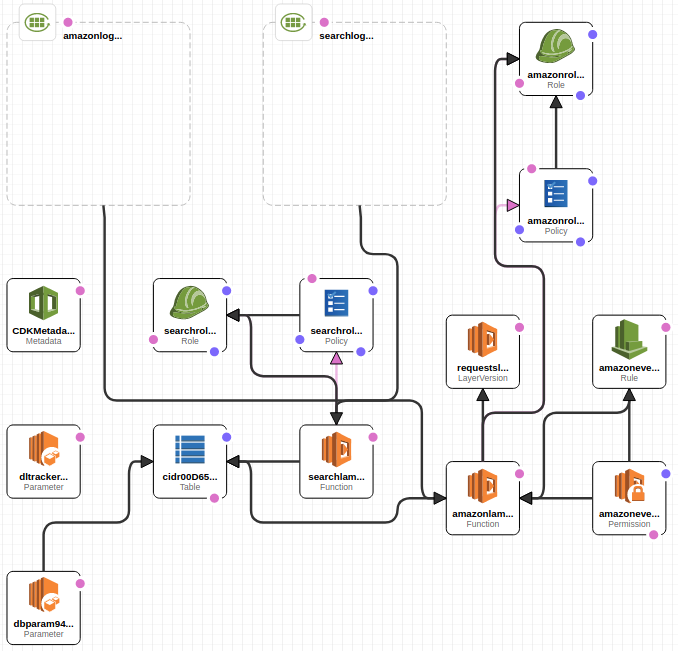 amazonlog...
searchlog...
amazonrol...
Role
amazonrol...
Policy
CDKMetada...
Metadata
searchrol...
Role
searchrol...
Policy
requestsl...
LayerVersion
amazoneve...
Rule
dltracker...
Parameter
cidr00D65...
Table
searchlam...
Function
amazonlam...
Function
amazoneve...
Permission
dbparam94...
Parameter